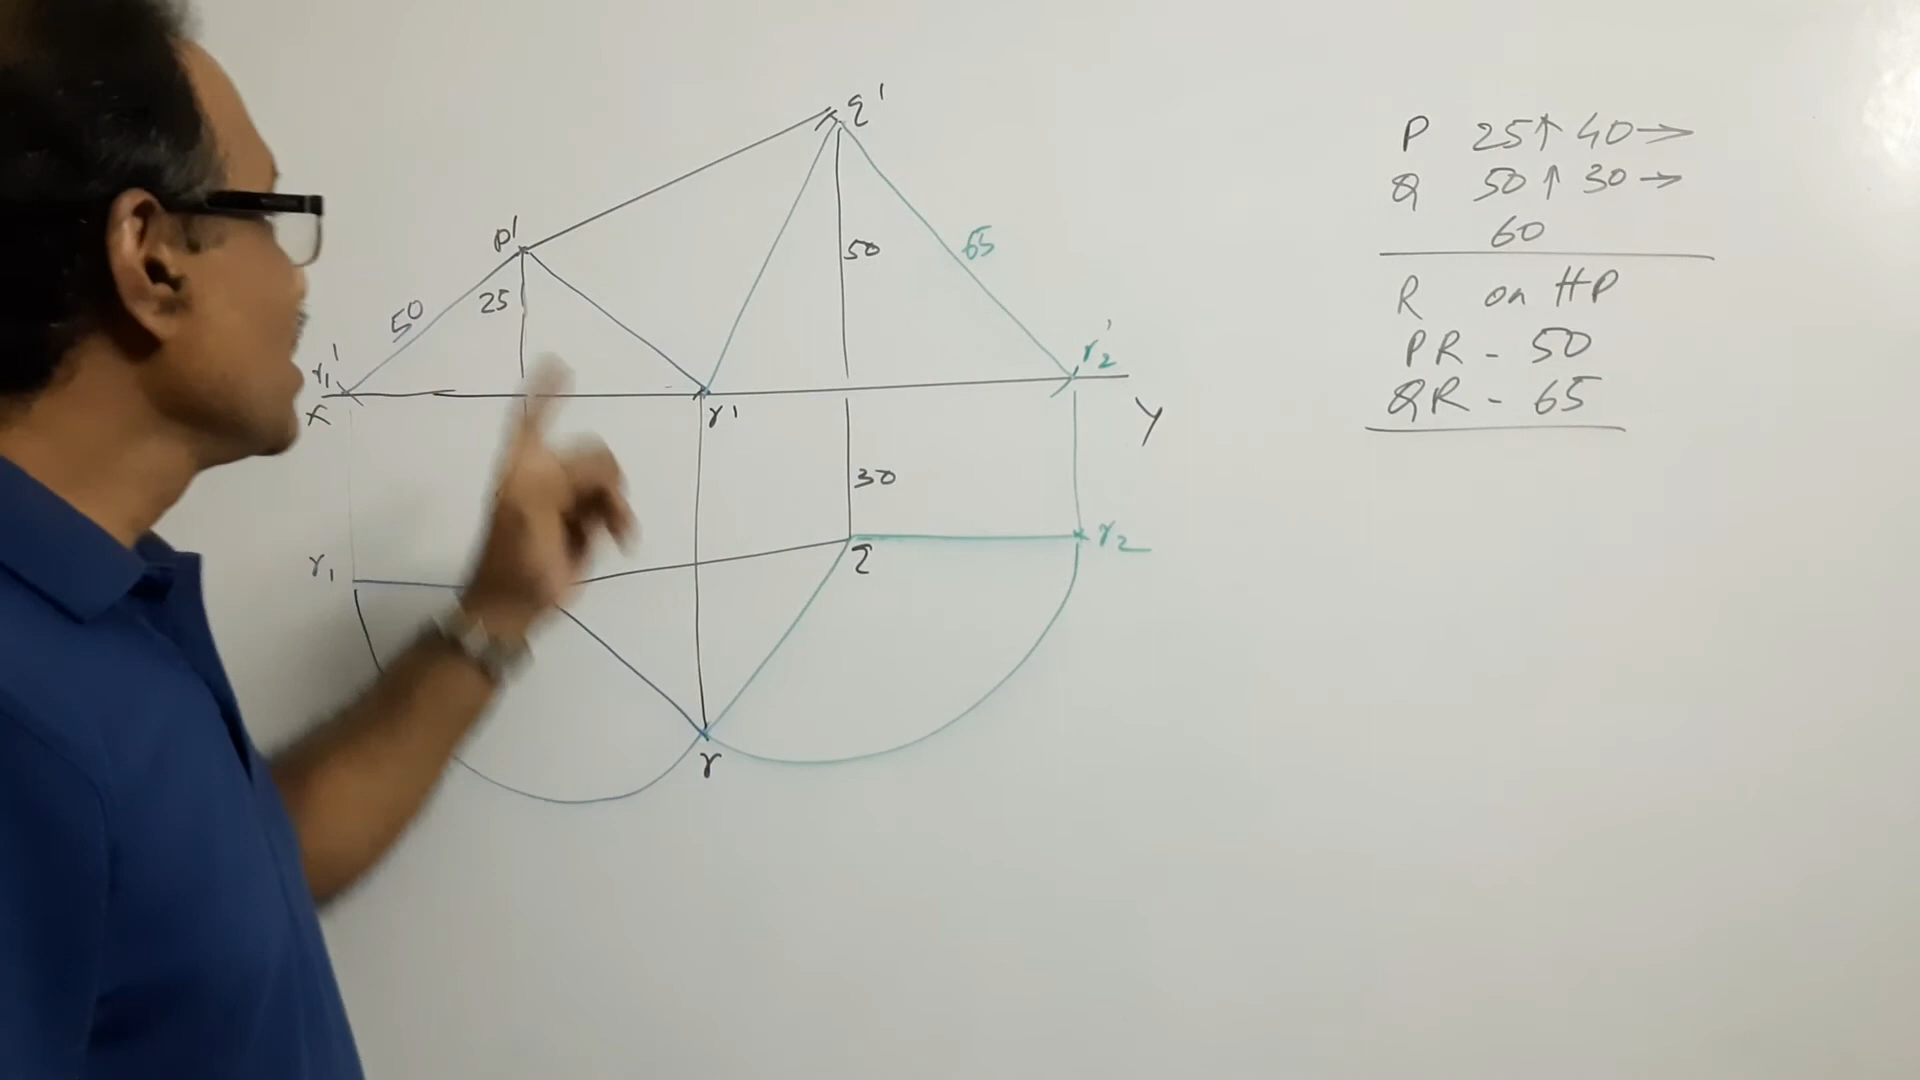 q'
p'
50
65
25
50
r₁'
r₂'
x
r'
Y
30
r₁
q
r₂
r
P 25↑ 40→
Q 50↑ 30→
60
R on HP
PR - 50
QR - 65